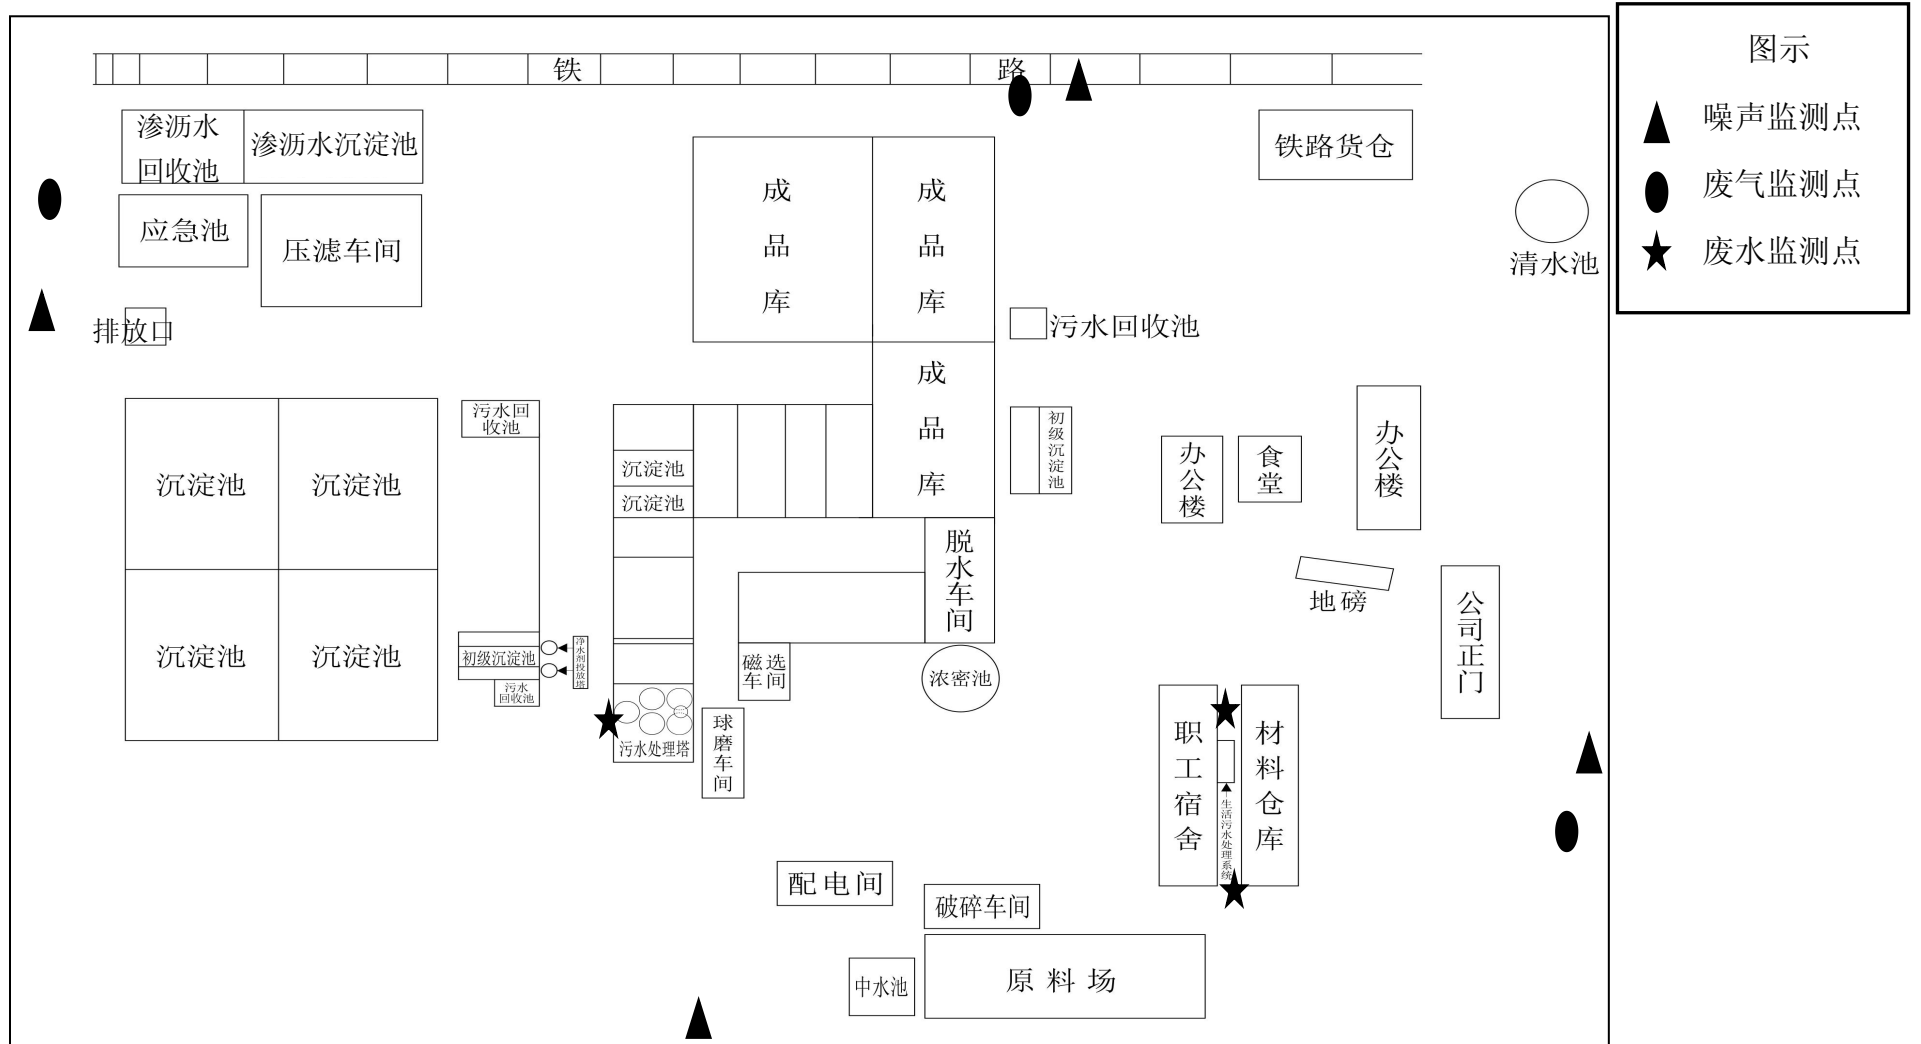 图示
噪声监测点
废气监测点
废水监测点
铁
路
渗沥水
回收池
渗沥水沉淀池
铁路货仓
应急池
压滤车间
成品库
成品库
清水池
排放口
污水回收池
成品库
污水回
收池
沉淀池
沉淀池
沉淀池
沉淀池
初级沉淀池
办公楼
食堂
办公楼
脱水车间
地磅
公司正门
沉淀池
沉淀池
初级沉淀池
净水剂投放塔
污水
回收池
磁选
车间
浓密池
污水处理塔
球磨车间
职工宿舍
生活污水处理系统
材料仓库
配电间
破碎车间
中水池
原料场